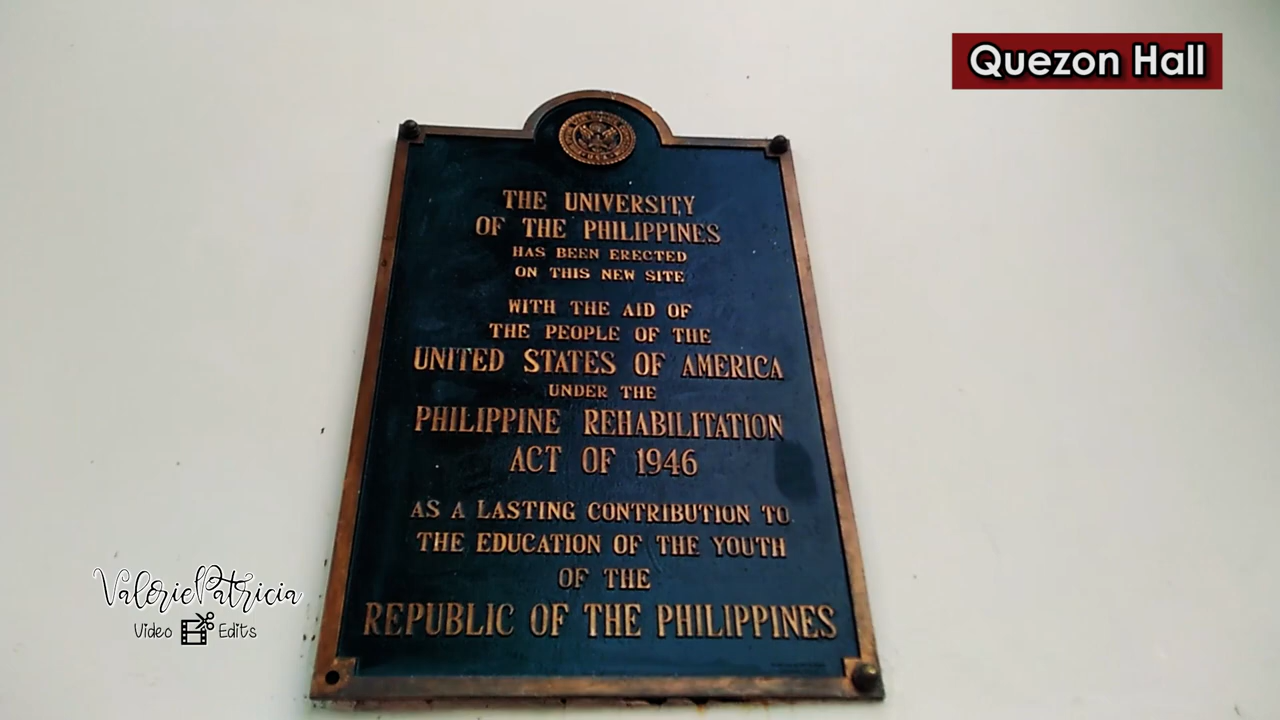 Quezon Hall
THE UNIVERSITY
OF THE PHILIPPINES
HAS BEEN ERECTED
ON THIS NEW SITE
WITH THE AID OF
THE PEOPLE OF THE
UNITED STATES OF AMERICA
UNDER THE
PHILIPPINE REHABILITATION
ACT OF 1946
AS A LASTING CONTRIBUTION TO
THE EDUCATION OF THE YOUTH
OF THE
REPUBLIC OF THE PHILIPPINES
ValeriePatricia
Video Edits